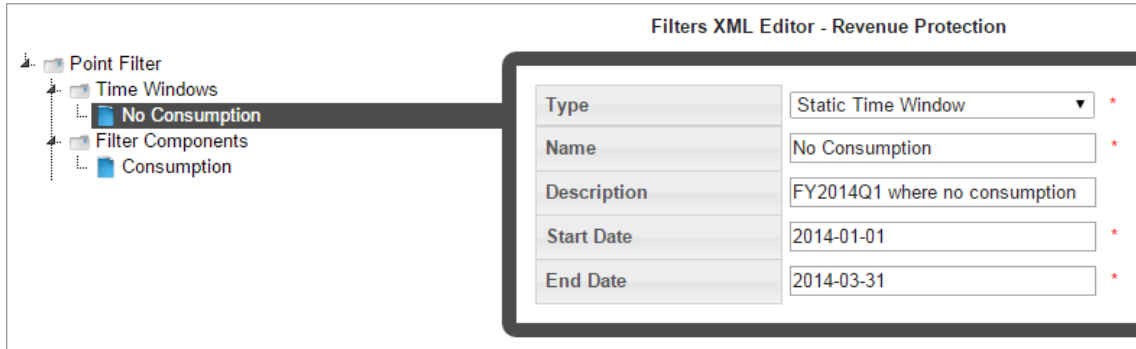 Filters XML Editor - Revenue Protection
Point Filter
Time Windows
No Consumption
Filter Components
Consumption
Type Static Time Window *
Name No Consumption *
Description FY2014Q1 where no consumption
Start Date 2014-01-01 *
End Date 2014-03-31 *